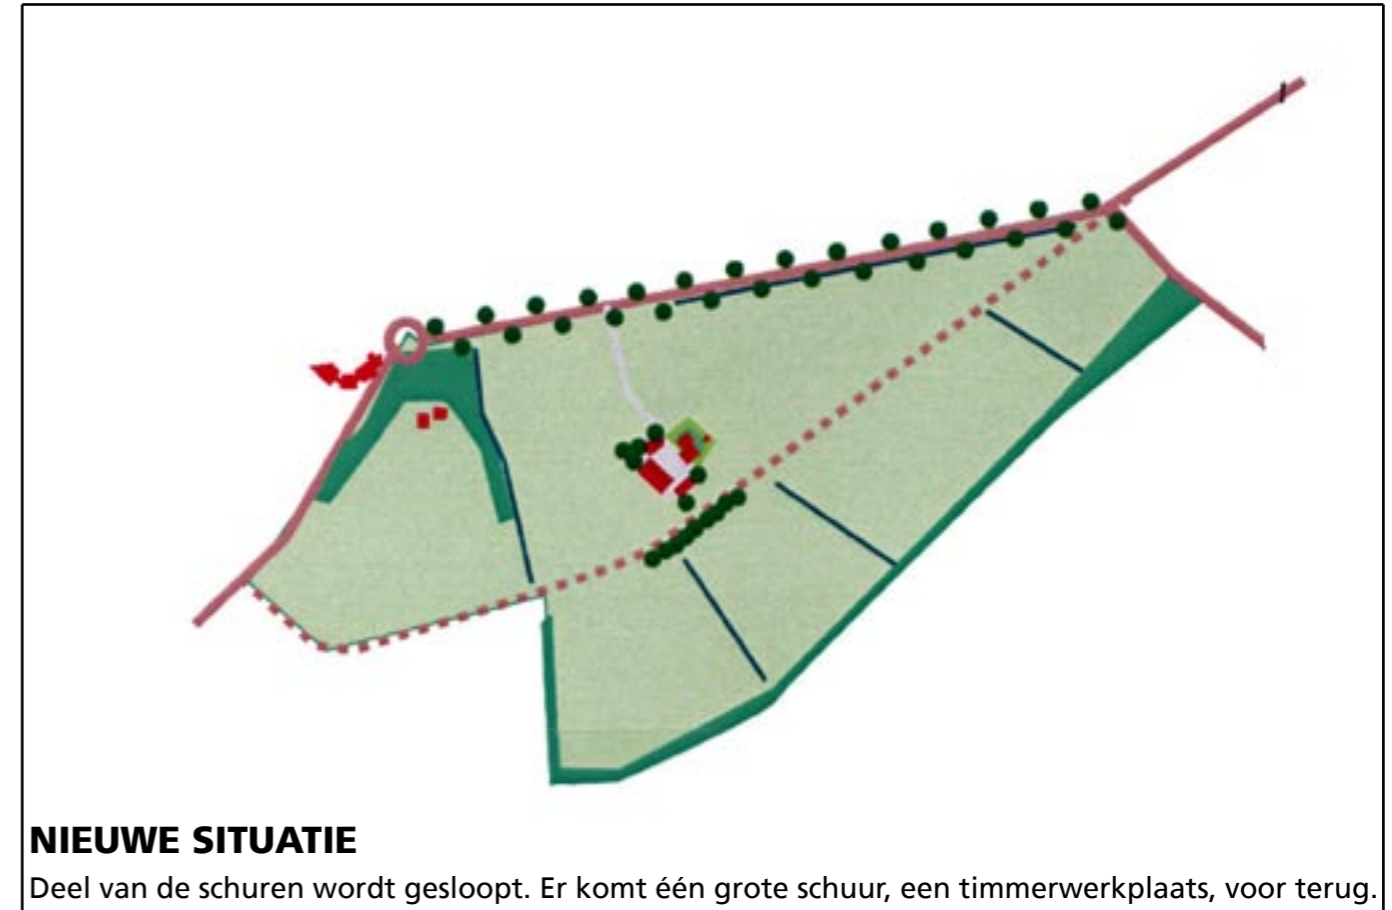 NIEUWE SITUATIE
Deel van de schuren wordt gesloopt. Er komt één grote schuur, een timmerwerkplaats, voor terug.